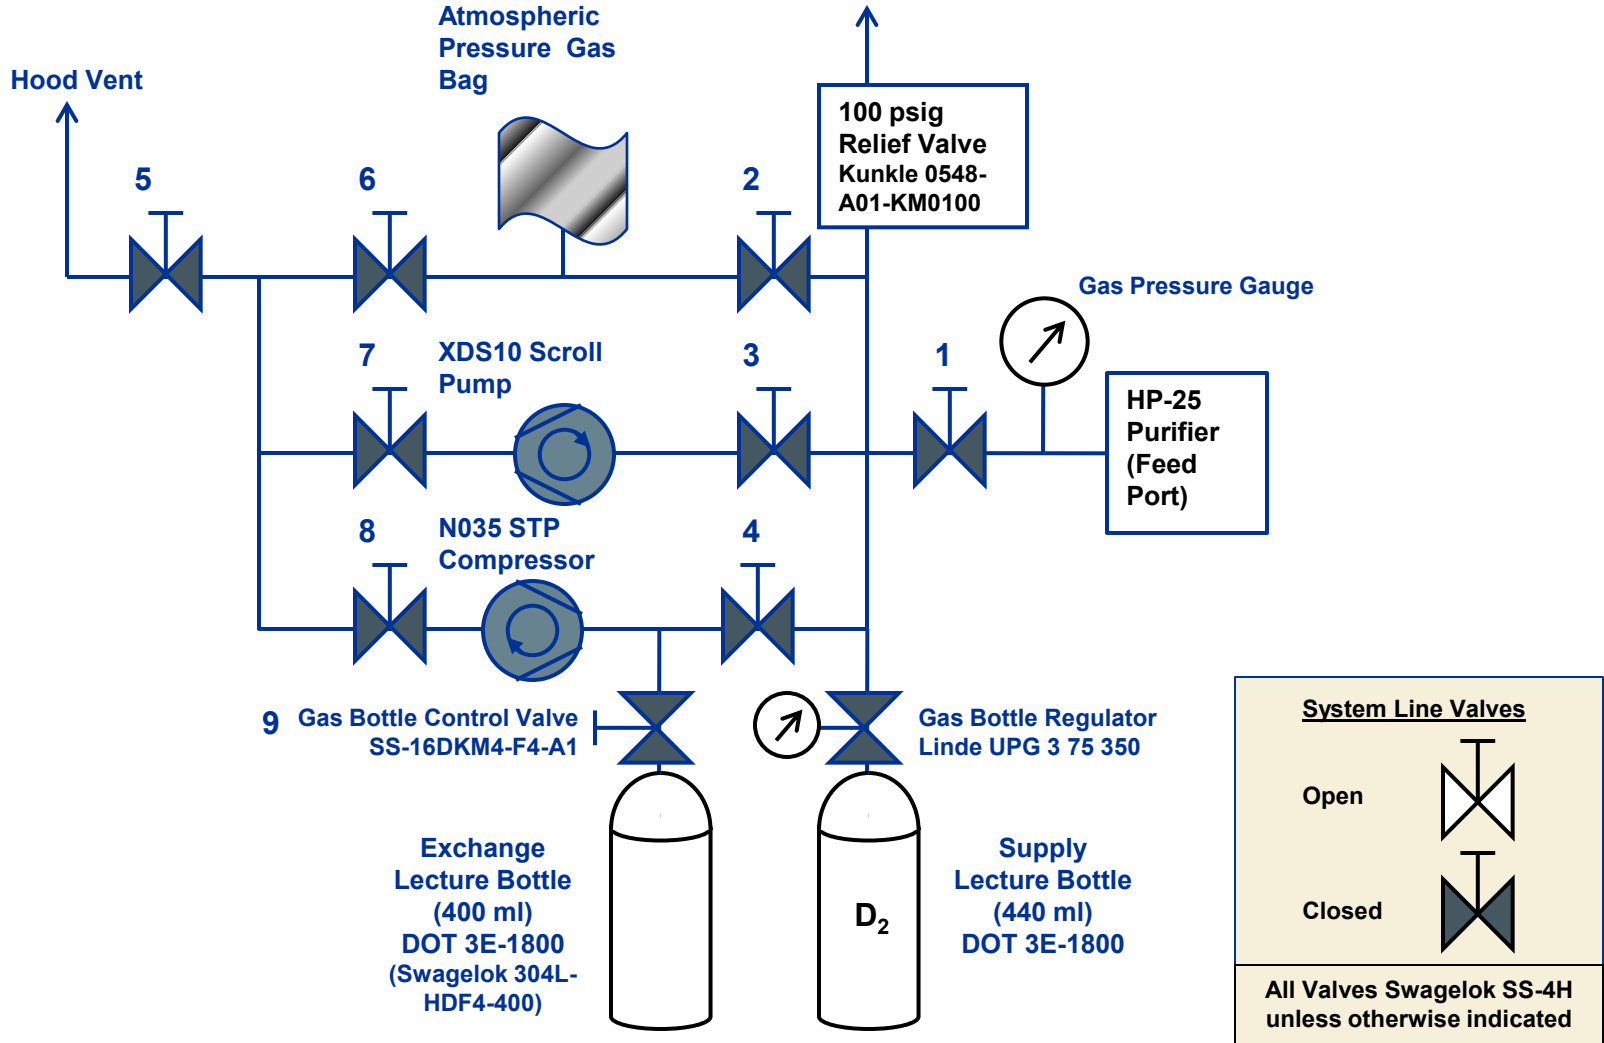 Atmospheric
Pressure Gas
Bag
Hood Vent
100 psig
Relief Valve
Kunkle 0548-
A01-KM0100
5
6
2
Gas Pressure Gauge
7
XDS10 Scroll
Pump
3
1
HP-25
Purifier
(Feed
Port)
8
N035 STP
Compressor
4
9
Gas Bottle Control Valve
SS-16DKM4-F4-A1
Gas Bottle Regulator
Linde UPG 3 75 350
Exchange
Lecture Bottle
(400 ml)
DOT 3E-1800
(Swagelok 304L-
HDF4-400)
D₂
Supply
Lecture Bottle
(440 ml)
DOT 3E-1800
System Line Valves
Open
Closed
All Valves Swagelok SS-4H
unless otherwise indicated